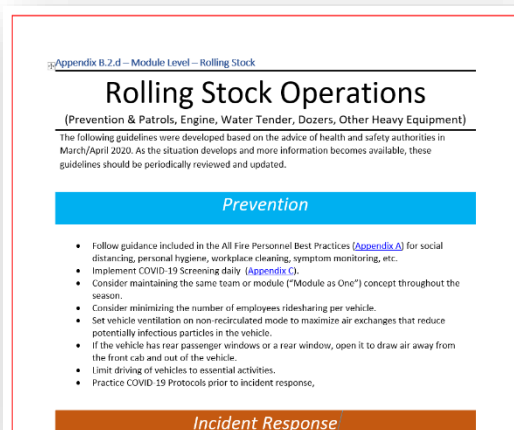 Appendix B.2.d – Module Level – Rolling Stock
Rolling Stock Operations
(Prevention & Patrols, Engine, Water Tender, Dozers, Other Heavy Equipment)
The following guidelines were developed based on the advice of health and safety authorities in
March/April 2020. As the situation develops and more information becomes available, these
guidelines should be periodically reviewed and updated.
Prevention
• Follow guidance included in the All Fire Personnel Best Practices (Appendix A) for social
distancing, personal hygiene, workplace cleaning, symptom monitoring, etc.
• Implement COVID-19 Screening daily (Appendix C).
• Consider maintaining the same team or module ("Module as One") concept throughout the
season.
• Consider minimizing the number of employees ridesharing per vehicle.
• Set vehicle ventilation on non-recirculated mode to maximize air exchanges that reduce
potentially infectious particles in the vehicle.
• If the vehicle has rear passenger windows or a rear window, open it to draw air away from
the front cab and out of the vehicle.
• Limit driving of vehicles to essential activities.
• Practice COVID-19 Protocols prior to incident response,
Incident Response